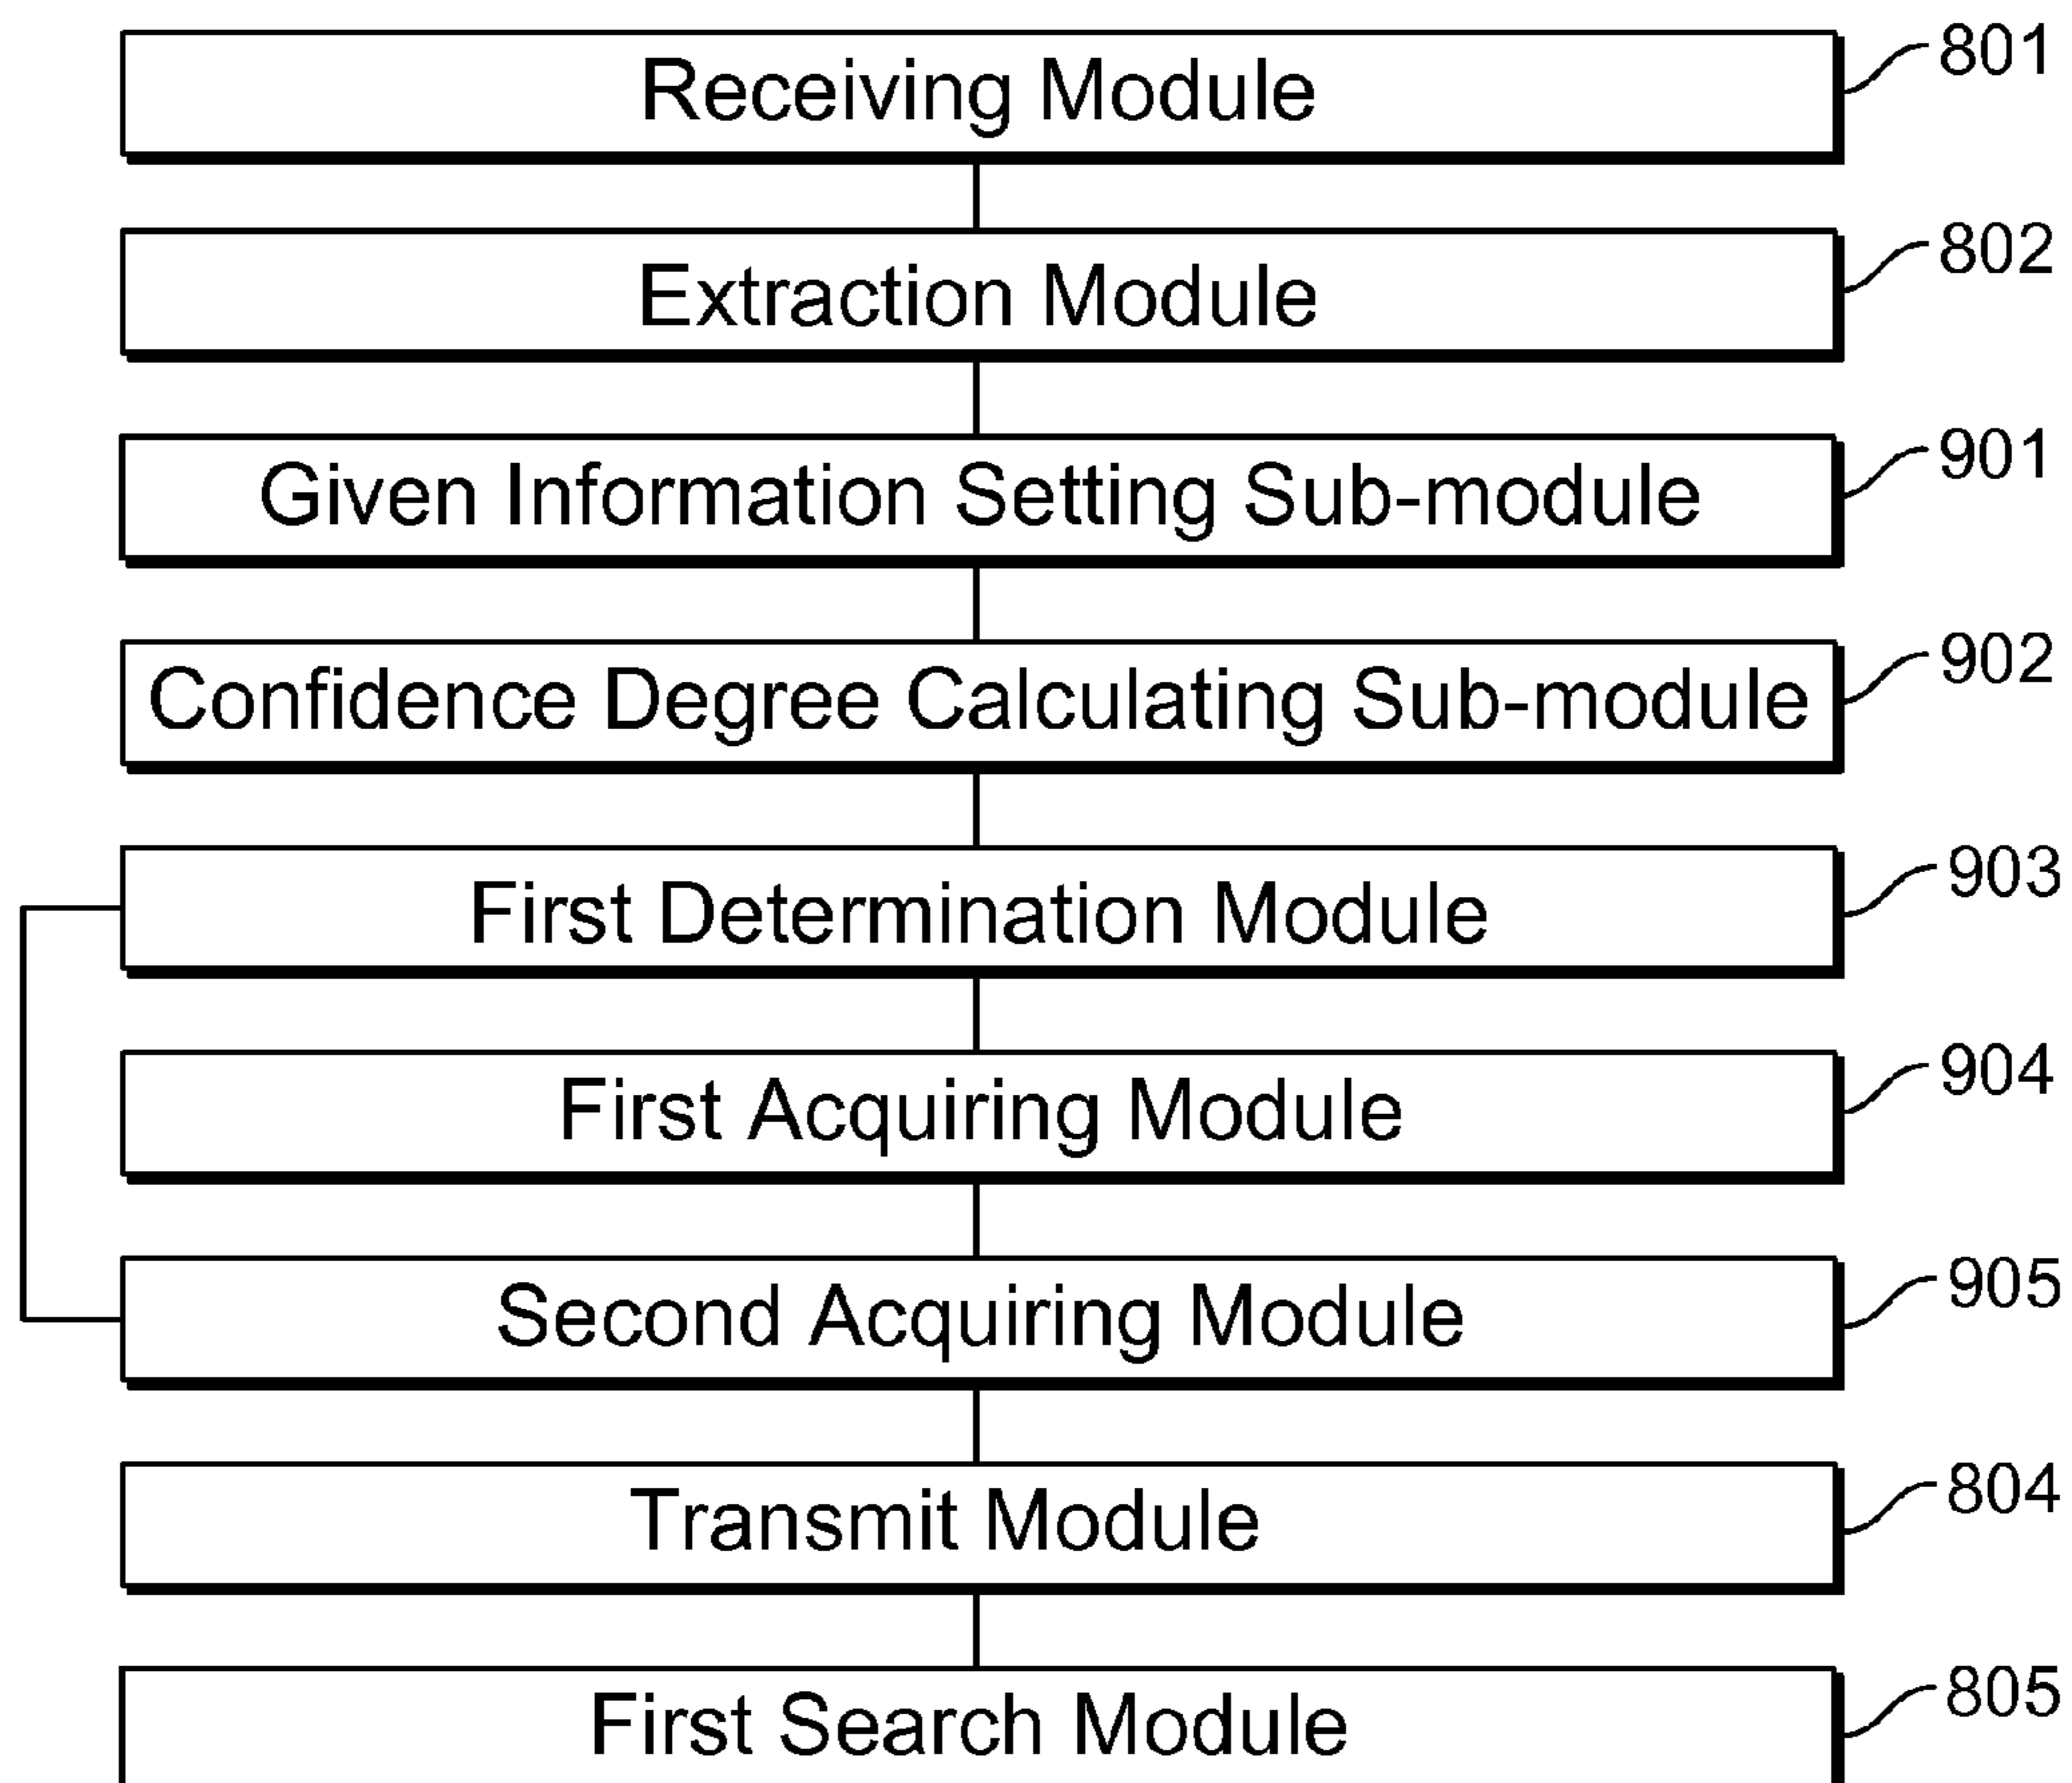 Receiving Module 801
Extraction Module 802
Given Information Setting Sub-module 901
Confidence Degree Calculating Sub-module 902
First Determination Module 903
First Acquiring Module 904
Second Acquiring Module 905
Transmit Module 804
First Search Module 805